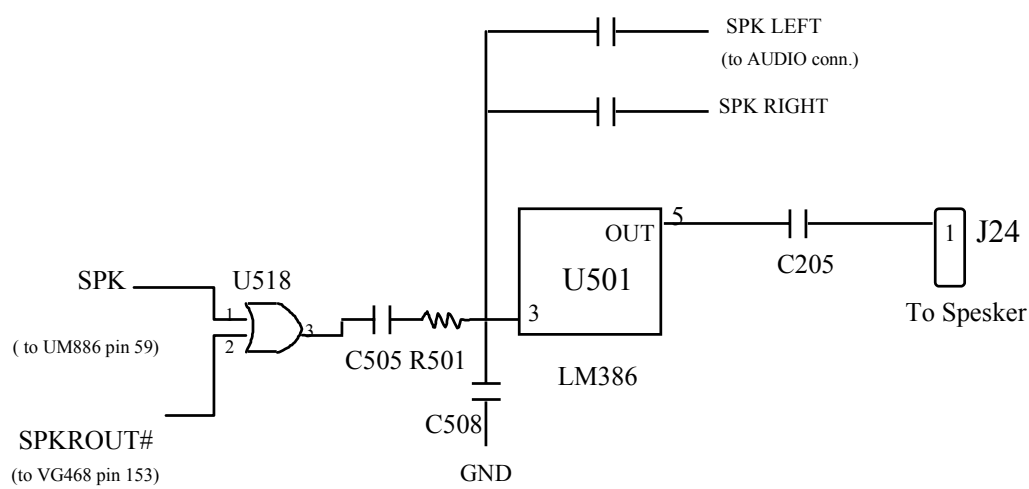 SPK LEFT
(to AUDIO conn.)
SPK RIGHT
5
OUT
1
J24
U501
C205
SPK
U518
To Spesker
1
3
3
( to UM886 pin 59)
2
C505 R501
LM386
C508
SPKROUT#
(to VG468 pin 153)
GND